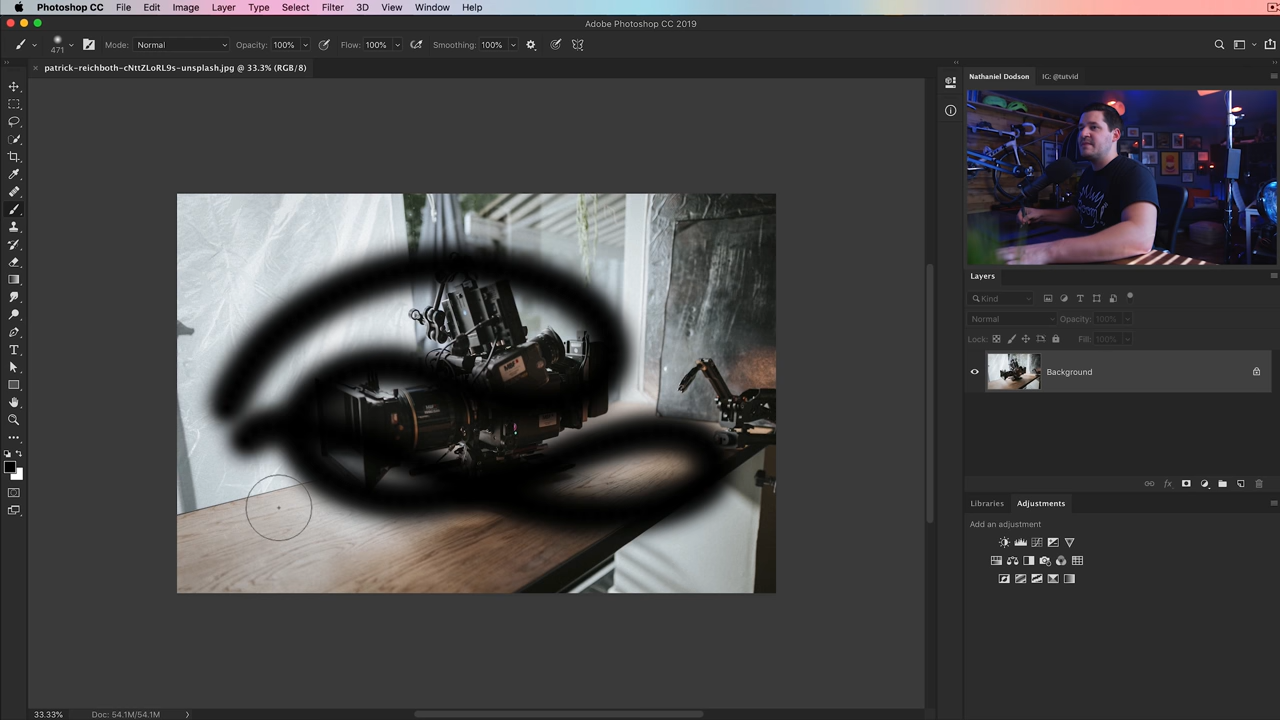 Photoshop CC File Edit Image Layer Type Select Filter 3D View Window Help
Adobe Photoshop CC 2019
471 Mode: Normal Opacity: 100% Flow: 100% Smoothing: 100%
patrick-reichboth-cNttZLoRL9s-unsplash.jpg @ 33.3% (RGB/8)
Nathaniel Dodson IG: @tutvid
Layers
Kind
Normal Opacity: 100%
Lock: Fill: 100%
Background
Libraries Adjustments
Add an adjustment
33.33% Doc: 54.1M/54.1M